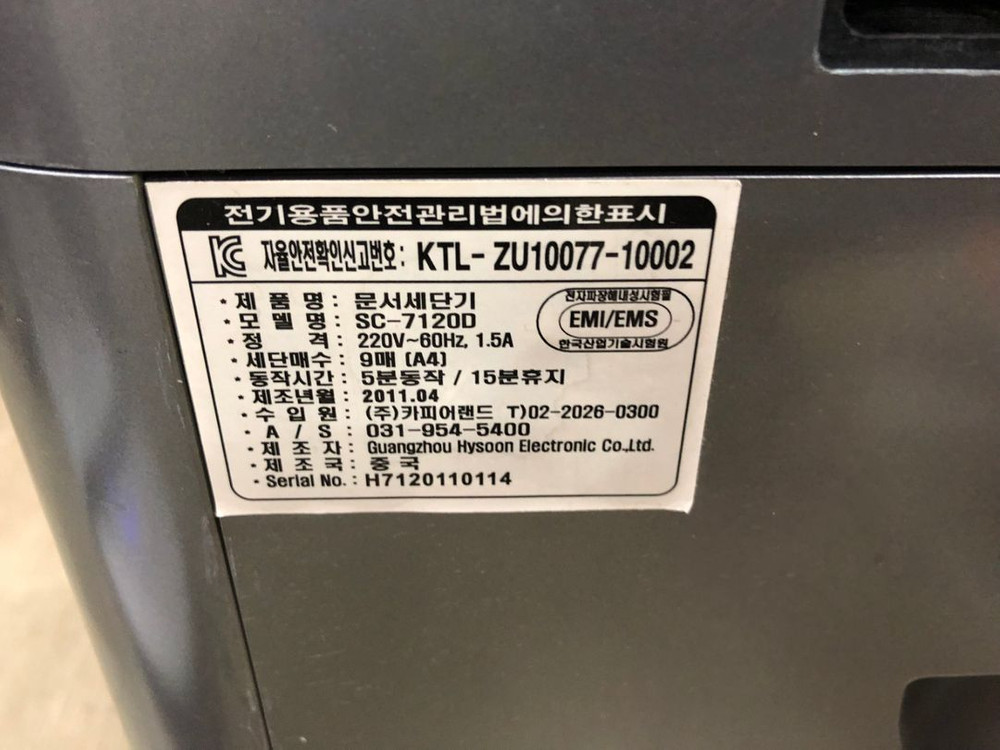 전기용품안전관리법에의한표시
자율안전확인신고번호: KTL- ZU10077-10002
• 제 품 명 : 문서세단기
• 모 델 명 : SC-7120D
• 정 격 : 220V~60Hz, 1.5A
• 세단매수 : 9매 (A4)
• 동작시간 : 5분동작 / 15분휴지
• 제조년월 : 2011.04
• 수 입 원 : (주)카피어랜드 T)02-2026-0300
• A / S : 031-954-5400
• 제 조 자 : Guangzhou Hysoon Electronic Co.,Ltd.
• 제 조 국 : 중 국
• Serial No. : H7120110114
전자파장해내성시험필
EMI/EMS
한국산업기술시험원